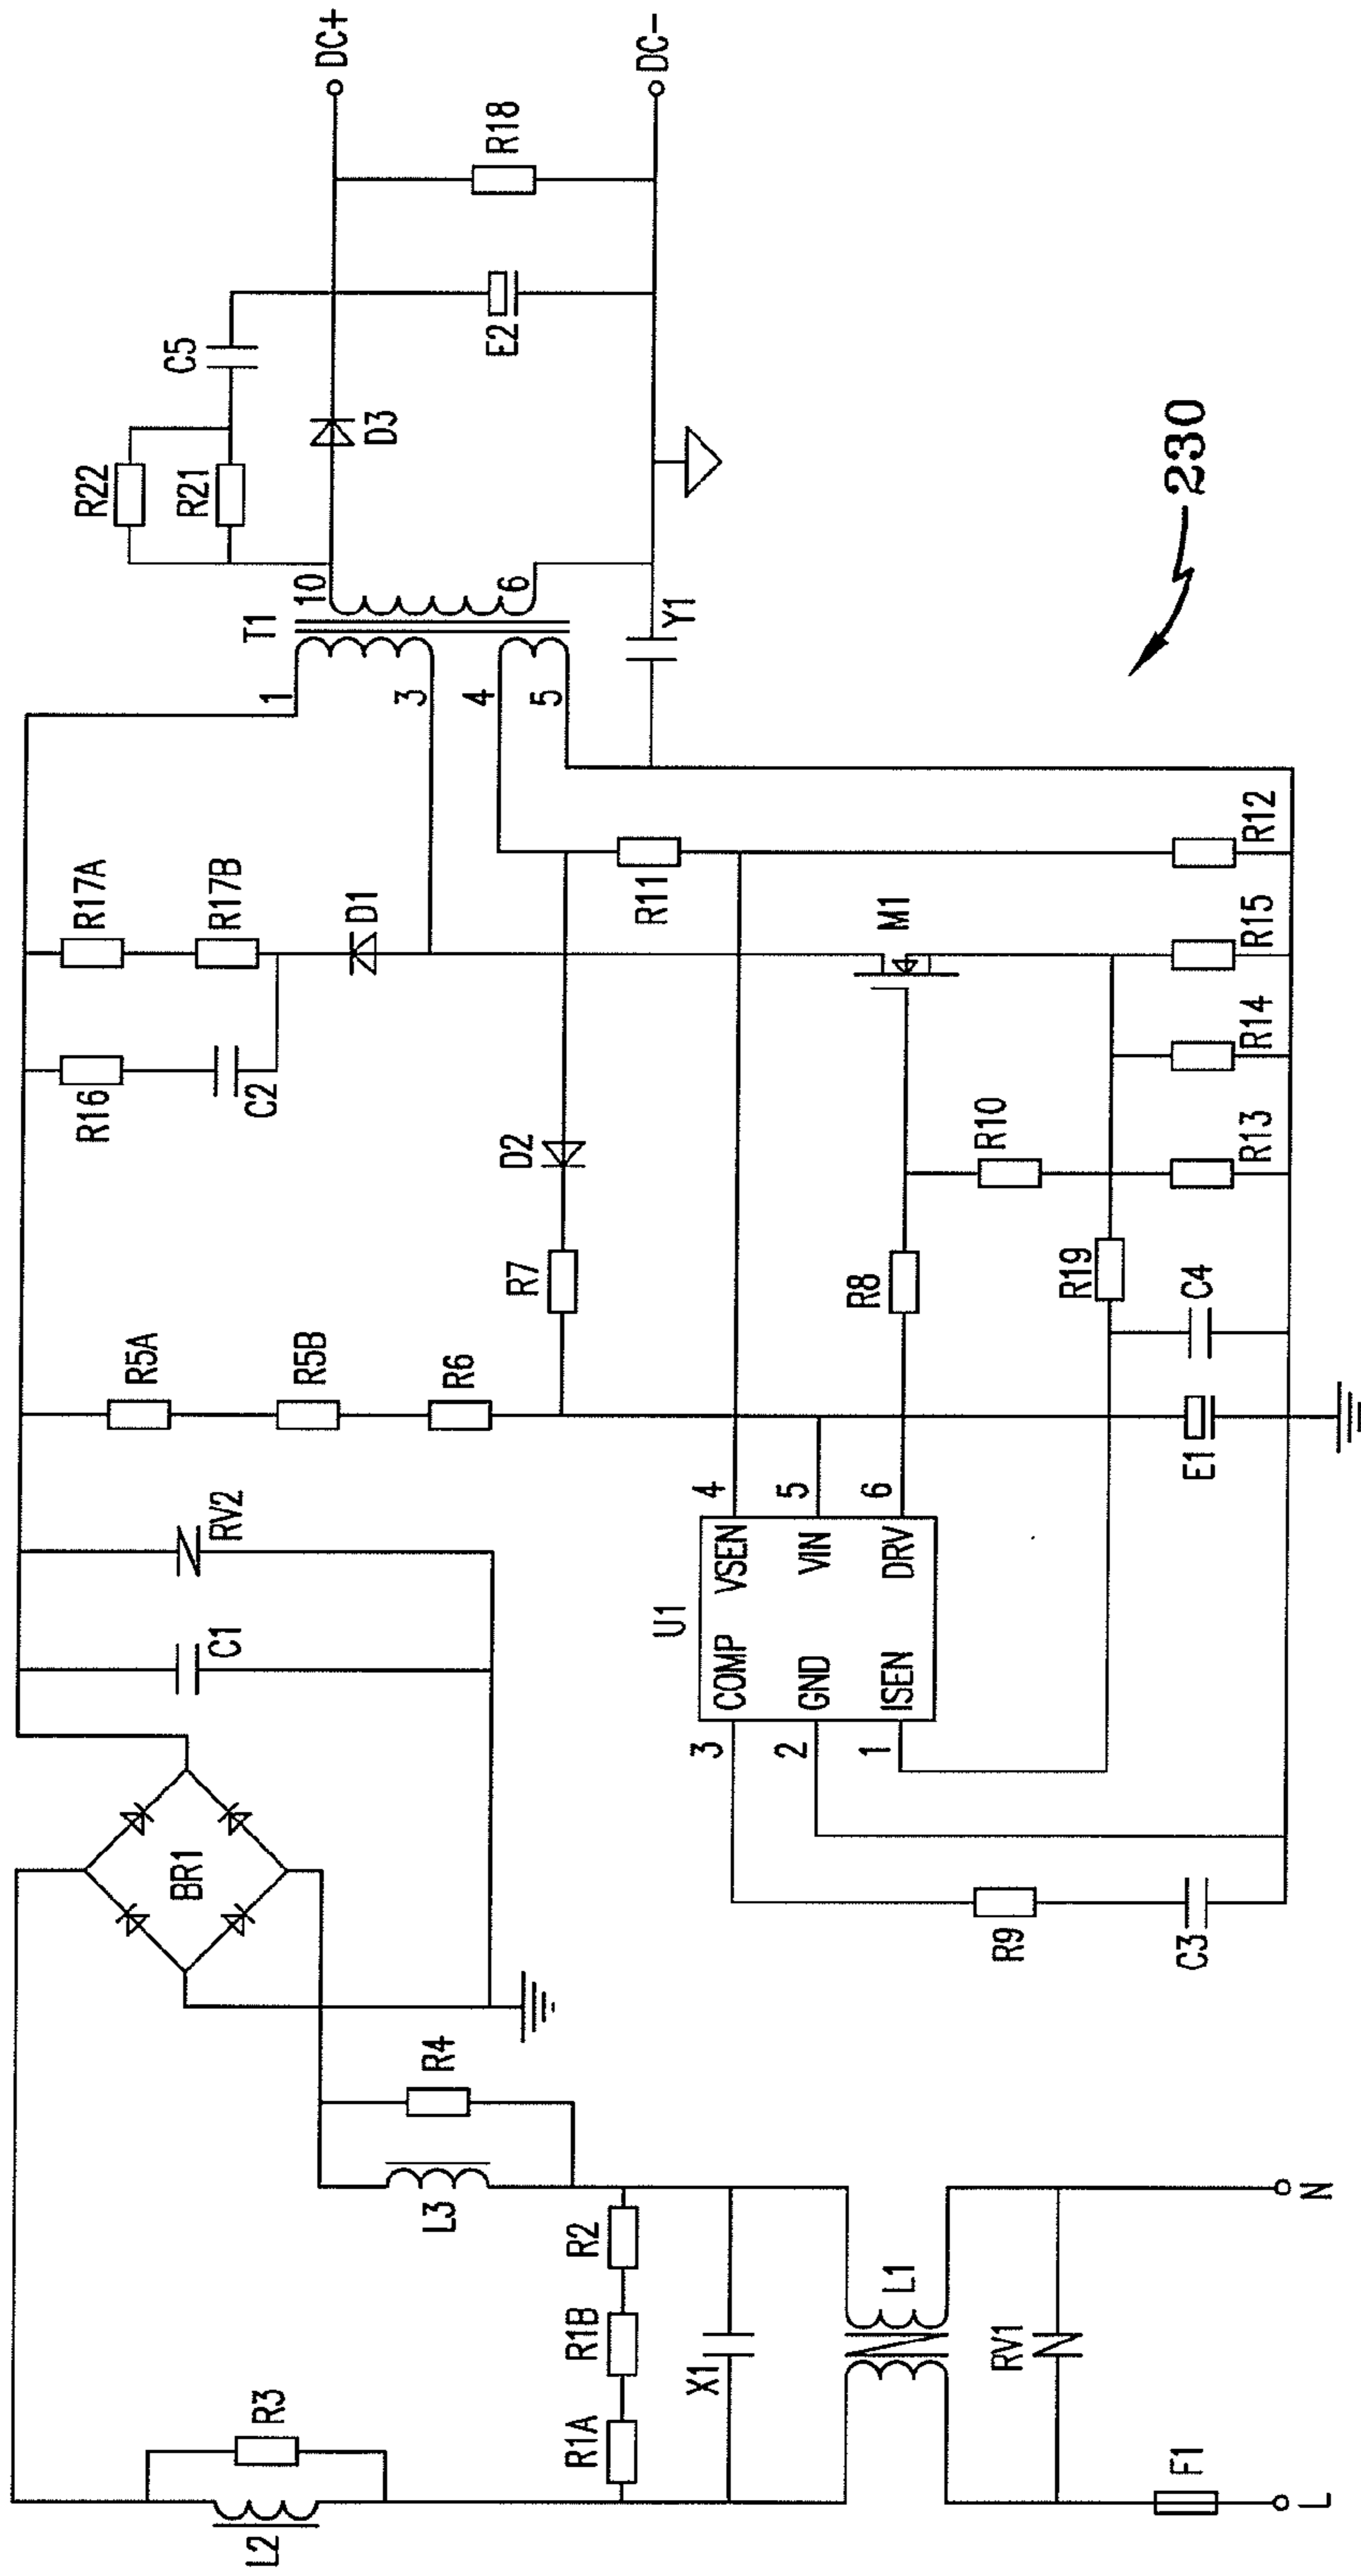 DC+
DC-
R18
C5
E2
R22
R21
D3
230
T1
10
6
1
3
4
5
Y1
R17A
R17B
D1
R11
M1
R12
R15
R14
R13
R16
C2
D2
R10
R7
R8
R19
C4
R5A
R5B
R6
E1
RV2
C1
U1
4
5
6
VSEN
VIN
DRV
COMP
GND
ISEN
3
2
1
BR1
R9
C3
R4
L3
R3
L2
R2
R1B
R1A
X1
L1
RV1
F1
N
L